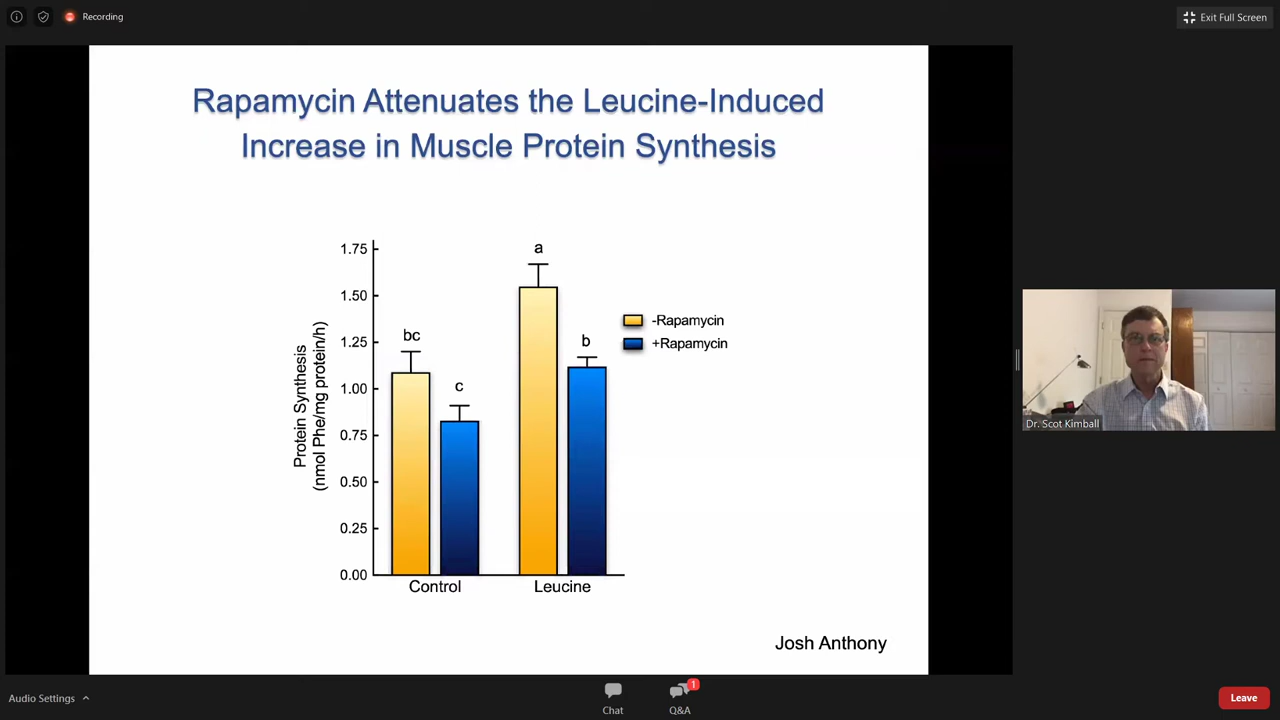 Recording
Exit Full Screen
Rapamycin Attenuates the Leucine-Induced
Increase in Muscle Protein Synthesis
Protein Synthesis
(nmol Phe/mg protein/h)
1.75
1.50
1.25
1.00
0.75
0.50
0.25
0.00
bc
c
a
b
-Rapamycin
+Rapamycin
Control
Leucine
Josh Anthony
Dr. Scot Kimball
Audio Settings
Chat
Q&A
1
Leave